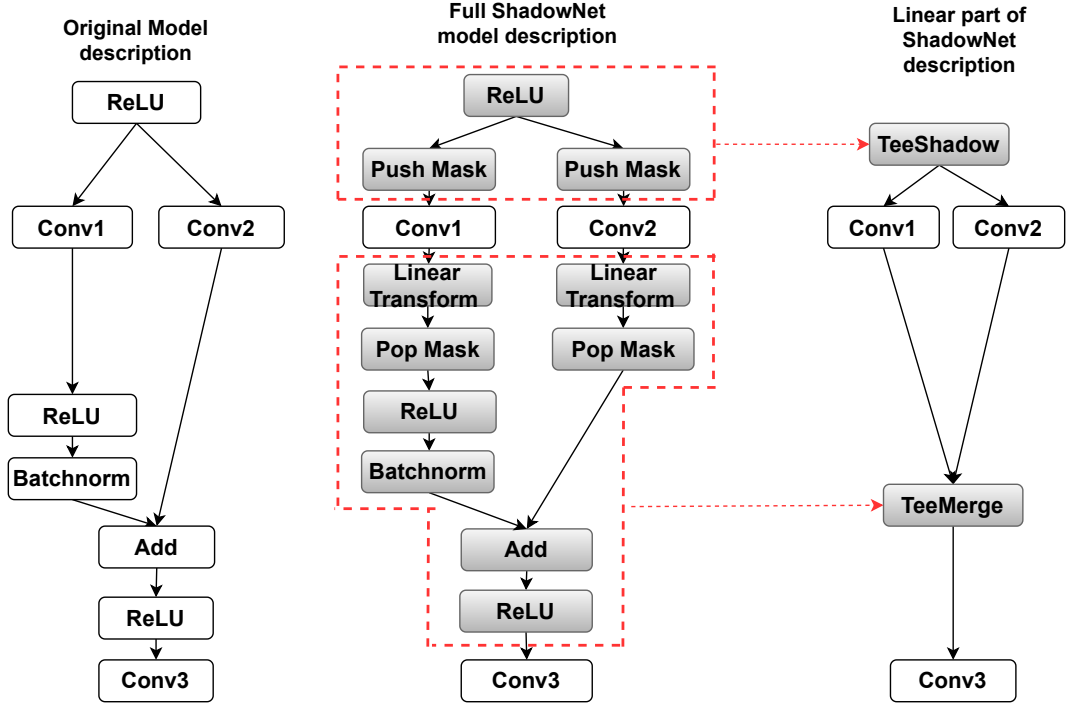 Original Model
description
ReLU
Conv1
Conv2
ReLU
Batchnorm
Add
ReLU
Conv3
Full ShadowNet
model description
ReLU
Push Mask
Push Mask
Conv1
Conv2
Linear
Transform
Linear
Transform
Pop Mask
Pop Mask
ReLU
Batchnorm
Add
ReLU
Conv3
Linear part of
ShadowNet
description
TeeShadow
Conv1
Conv2
TeeMerge
Conv3